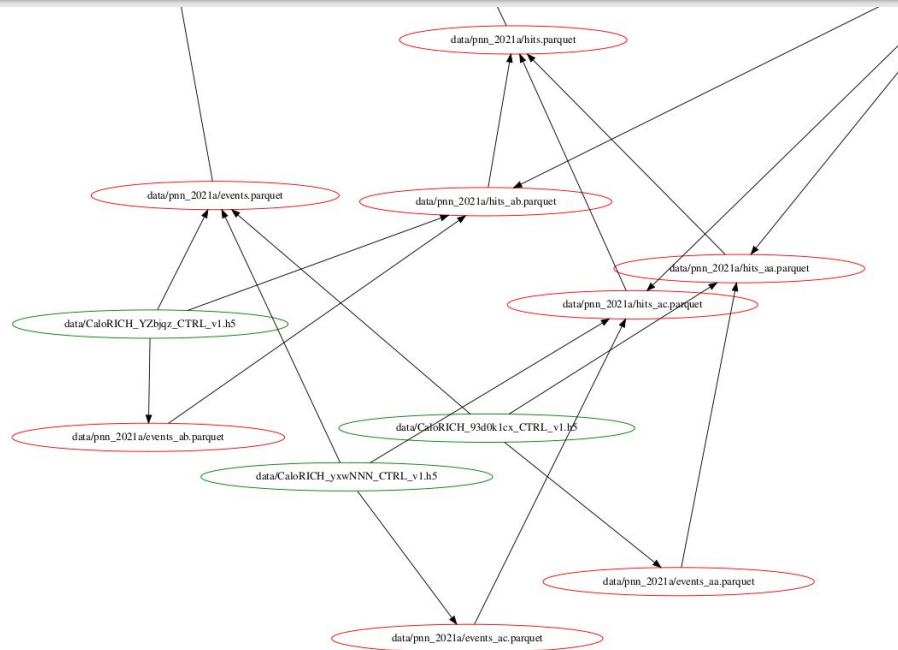 data/pnn_2021a/hits.parquet
data/pnn_2021a/events.parquet
data/pnn_2021a/hits_ab.parquet
data/pnn_2021a/hits_aa.parquet
data/pnn_2021a/hits_ac.parquet
data/CaloRICH_YZbjqz_CTRL_v1.h5
data/CaloRICH_93d0k1cx_CTRL_v1.h5
data/pnn_2021a/events_ab.parquet
data/CaloRICH_yxwNNN_CTRL_v1.h5
data/pnn_2021a/events_aa.parquet
data/pnn_2021a/events_ac.parquet